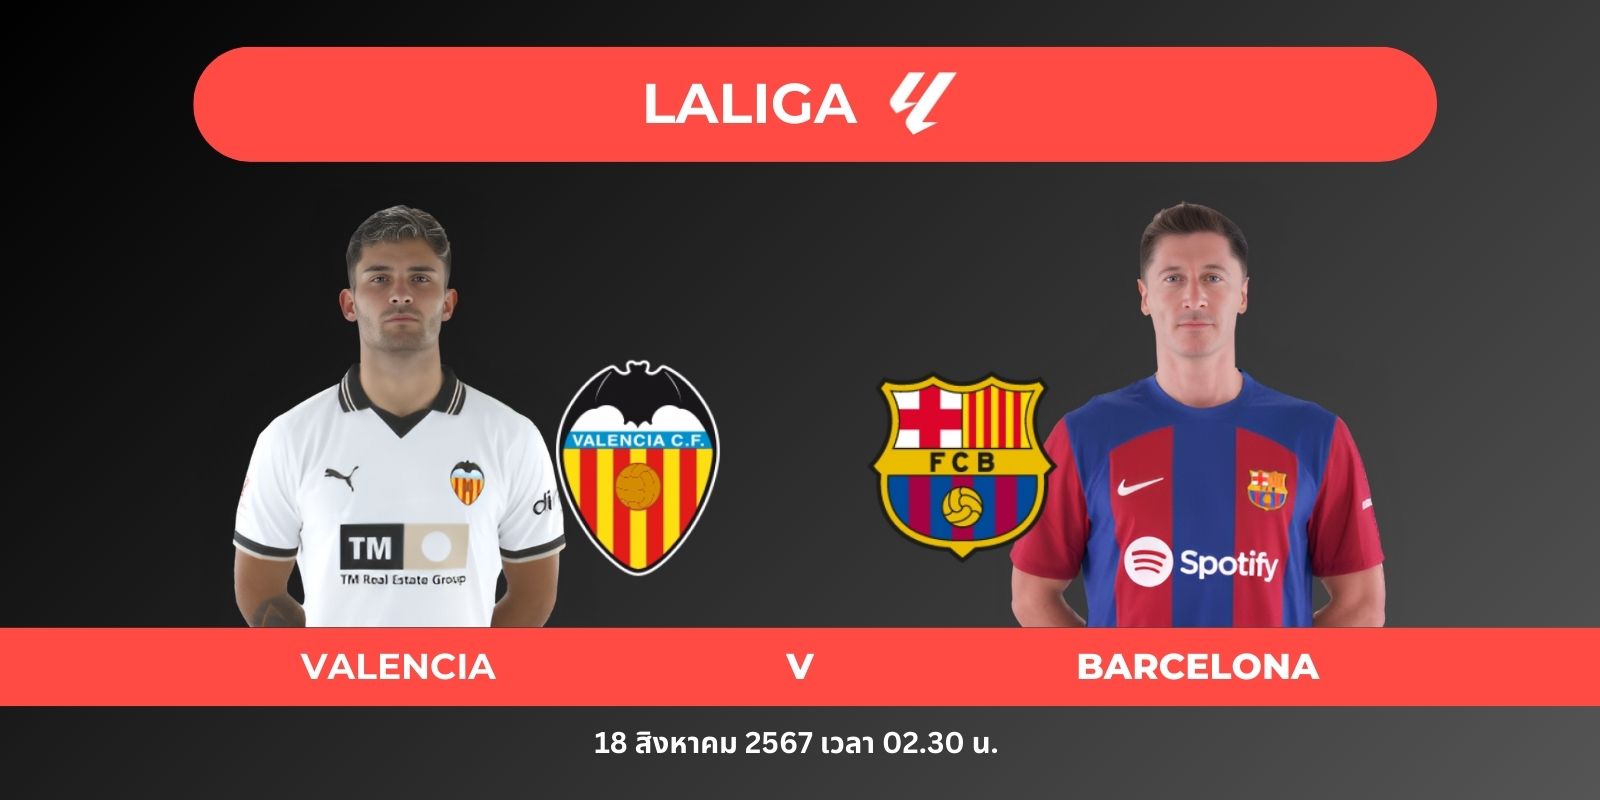 LALIGA
VALENCIA C.F.
FCB
di
TM
TM Real Estate Group
Spotify
VALENCIA V BARCELONA
18 สิงหาคม 2567 เวลา 02.30 น.